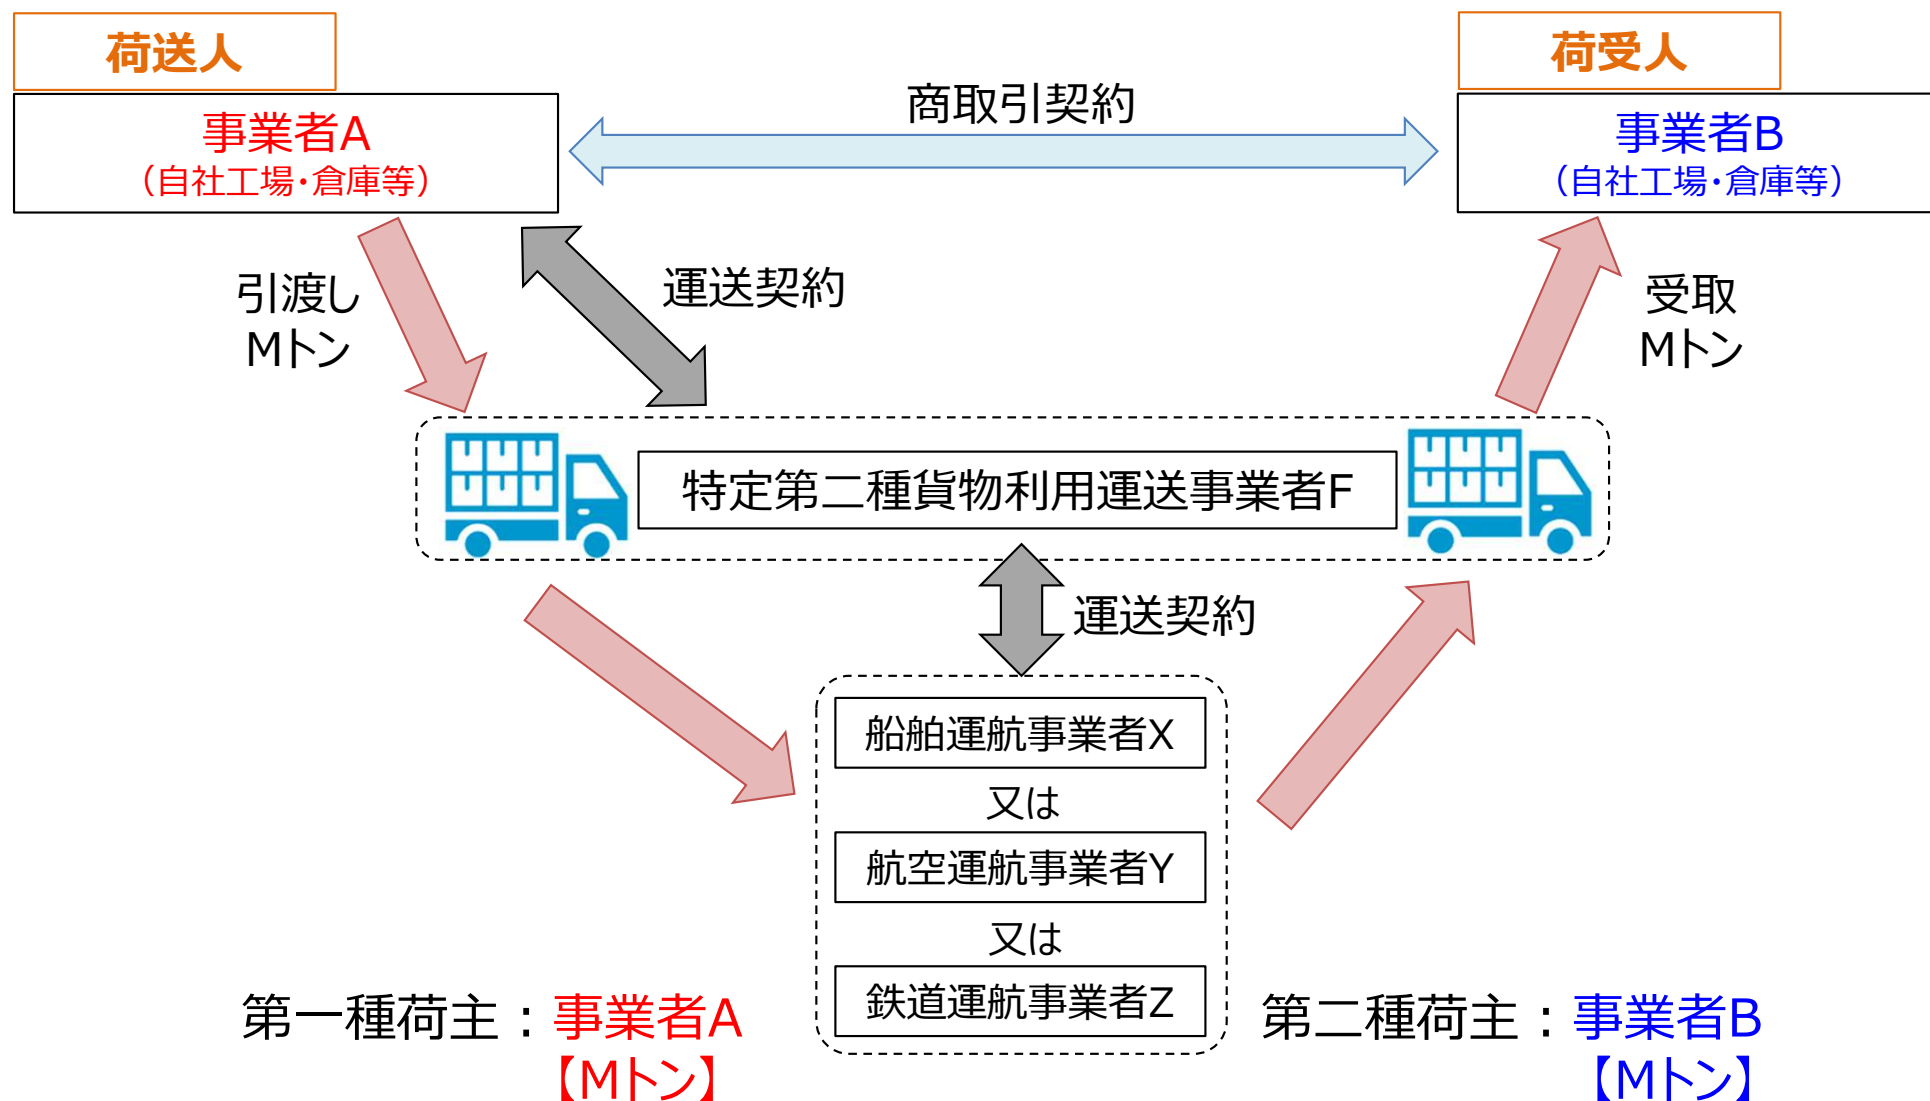 荷送人
荷受人
事業者A
（自社工場・倉庫等）
商取引契約
事業者B
（自社工場・倉庫等）
引渡し
Mトン
運送契約
受取
Mトン
特定第二種貨物利用運送事業者F
運送契約
船舶運航事業者X
又は
航空運航事業者Y
又は
鉄道運航事業者Z
第一種荷主：事業者A
【Mトン】
第二種荷主：事業者B
【Mトン】